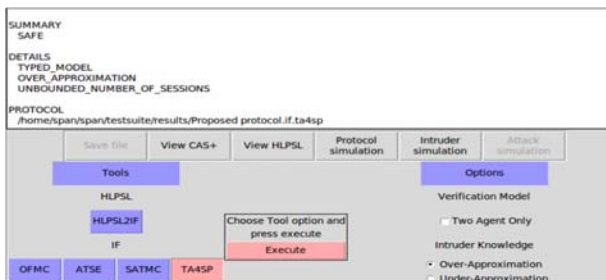 SUMMARY
SAFE
DETAILS
TYPED_MODEL
OVER_APPROXIMATION
UNBOUNDED_NUMBER_OF_SESSIONS
PROTOCOL
/home/span/span/testsuite/results/Proposed protocol.if.ta4sp
Save file
View CAS+
View HLPSL
Protocol
simulation
Intruder
simulation
Attack
simulation
Tools
Options
HLPSL
Verification Model
HLPSL2IF
Choose Tool option and
press execute
Execute
Two Agent Only
IF
Intruder Knowledge
OFMC
ATSE
SATMC
TA4SP
Over-Approximation
Under-Approximation